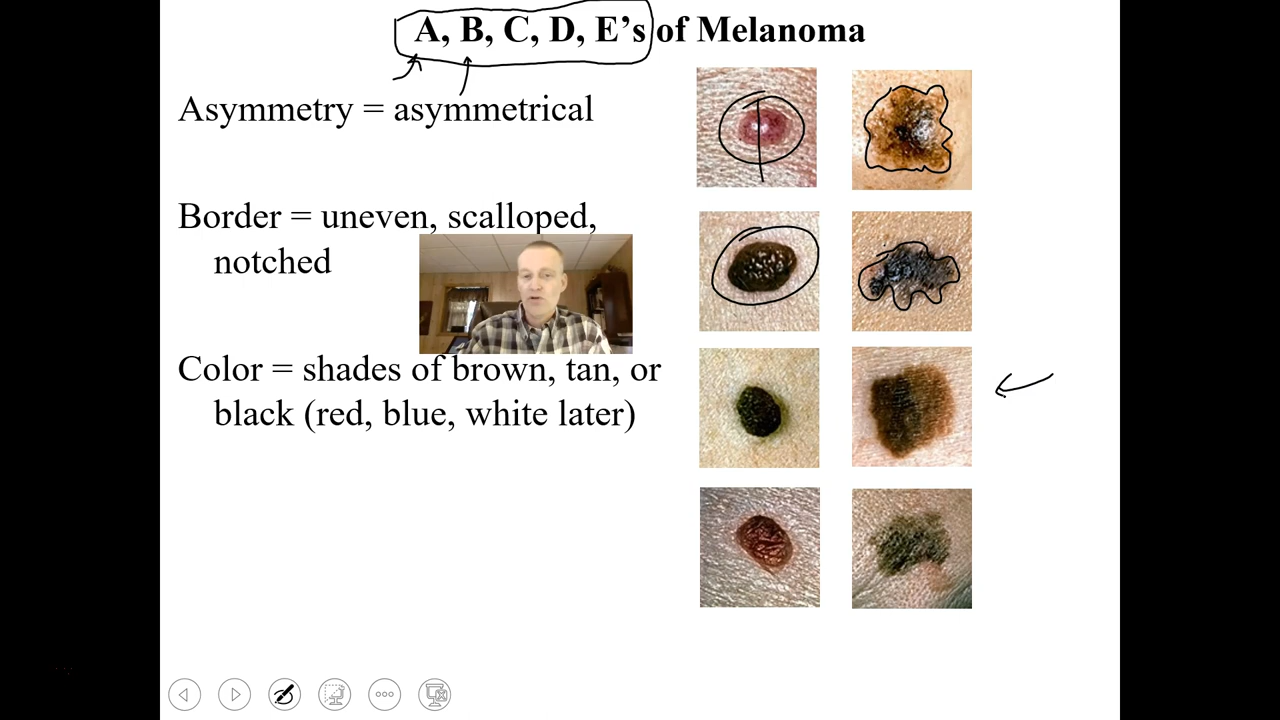 A, B, C, D, E’s of Melanoma
Asymmetry = asymmetrical
Border = uneven, scalloped,
notched
Color = shades of brown, tan, or
black (red, blue, white later)